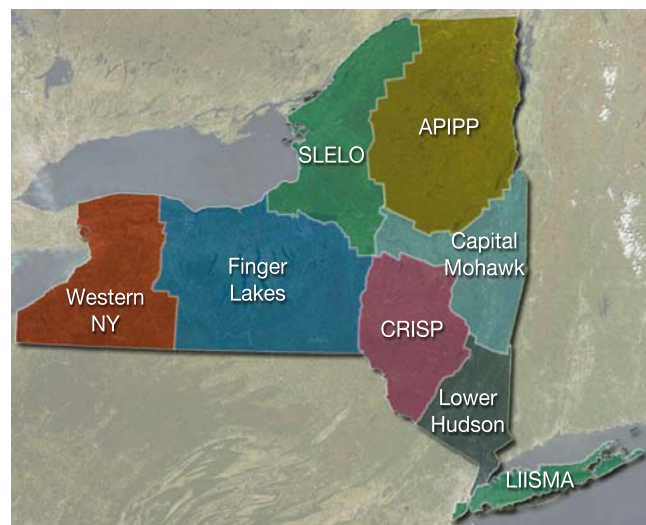 APIPP
SLELO
Capital
Mohawk
Finger
Lakes
Western
NY
CRISP
Lower
Hudson
LIISMA